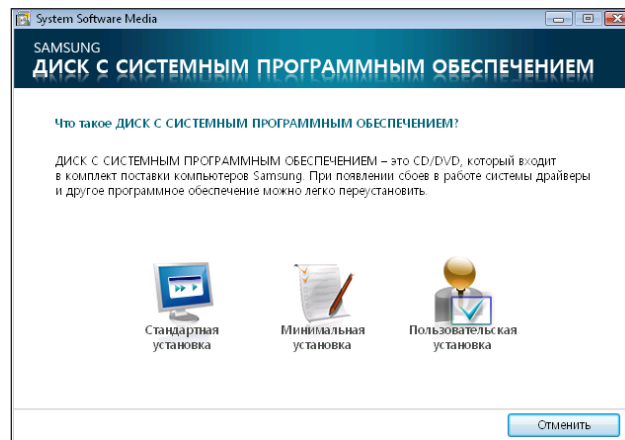 System Software Media
SAMSUNG
ДИСК С СИСТЕМНЫМ ПРОГРАММНЫМ ОБЕСПЕЧЕНИЕМ
Что такое ДИСК С СИСТЕМНЫМ ПРОГРАММНЫМ ОБЕСПЕЧЕНИЕМ?
ДИСК С СИСТЕМНЫМ ПРОГРАММНЫМ ОБЕСПЕЧЕНИЕМ – это CD/DVD, который входит
в комплект поставки компьютеров Samsung. При появлении сбоев в работе системы драйверы
и другое программное обеспечение можно легко переустановить.
Стандартная
установка
Минимальная
установка
Пользовательская
установка
Отменить